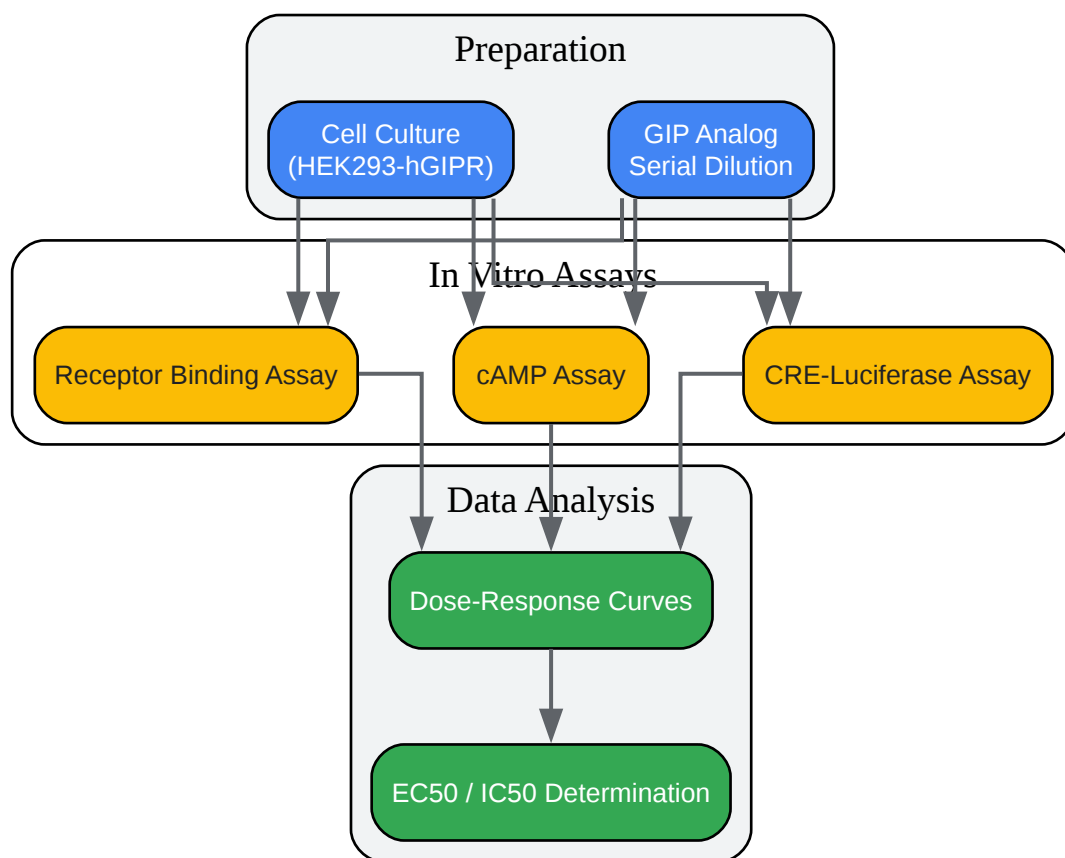 Preparation
Cell Culture
(HEK293-hGIPR)
GIP Analog
Serial Dilution
In Vitro Assays
Receptor Binding Assay
cAMP Assay
CRE-Luciferase Assay
Data Analysis
Dose-Response Curves
EC50 / IC50 Determination